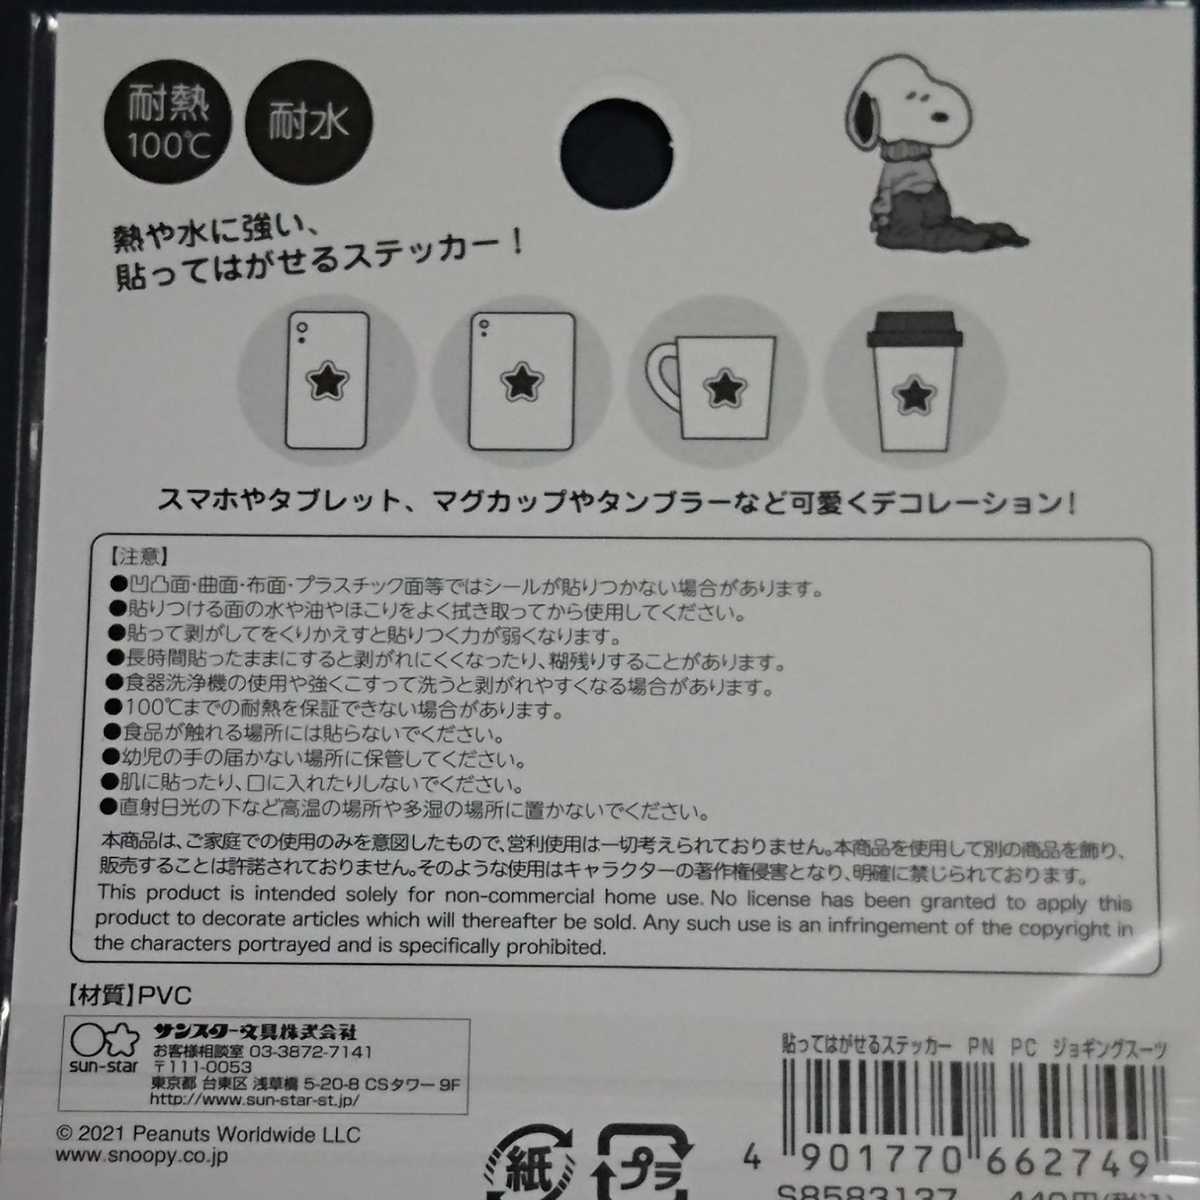 耐熱
100℃
耐水
熱や水に強い、
貼ってはがせるステッカー！
スマホやタブレット、マグカップやタンブラーなど可愛くデコレーション！
【注意】
●凹凸面・曲面・布面・プラスチック面等ではシールが貼りつかない場合があります。
●貼りつける面の水や油やほこりをよく拭き取ってから使用してください。
●貼って剥がしてをくりかえすと貼りつく力が弱くなります。
●長時間貼ったままにすると剥がれにくくなったり、糊残りすることがあります。
●食器洗浄機の使用や強くこすって洗うと剥がれやすくなる場合があります。
●100℃までの耐熱を保証できない場合があります。
●食品が触れる場所には貼らないでください。
●幼児の手の届かない場所に保管してください。
●肌に貼ったり、口に入れたりしないでください。
●直射日光の下など高温の場所や多湿の場所に置かないでください。
本商品は、ご家庭での使用のみを意図したもので、営利使用は一切考えられておりません。本商品を使用して別の商品を飾り、
販売することは許諾されておりません。そのような使用はキャラクターの著作権侵害となり、明確に禁じられております。
This product is intended solely for non-commercial home use. No license has been granted to apply this
product to decorate articles which will thereafter be sold. Any such use is an infringement of the copyright in
the characters portrayed and is specifically prohibited.
【材質】PVC
sun-star
サンスター文具株式会社
お客様相談室 03-3872-7141
〒111-0053
東京都 台東区 浅草橋 5-20-8 CSタワー 9F
http://www.sun-star-st.jp/
© 2021 Peanuts Worldwide LLC
www.snoopy.co.jp
紙
プラ
貼ってはがせるステッカー PN PC ジョギングスーツ
4 901770 662749
S8583137